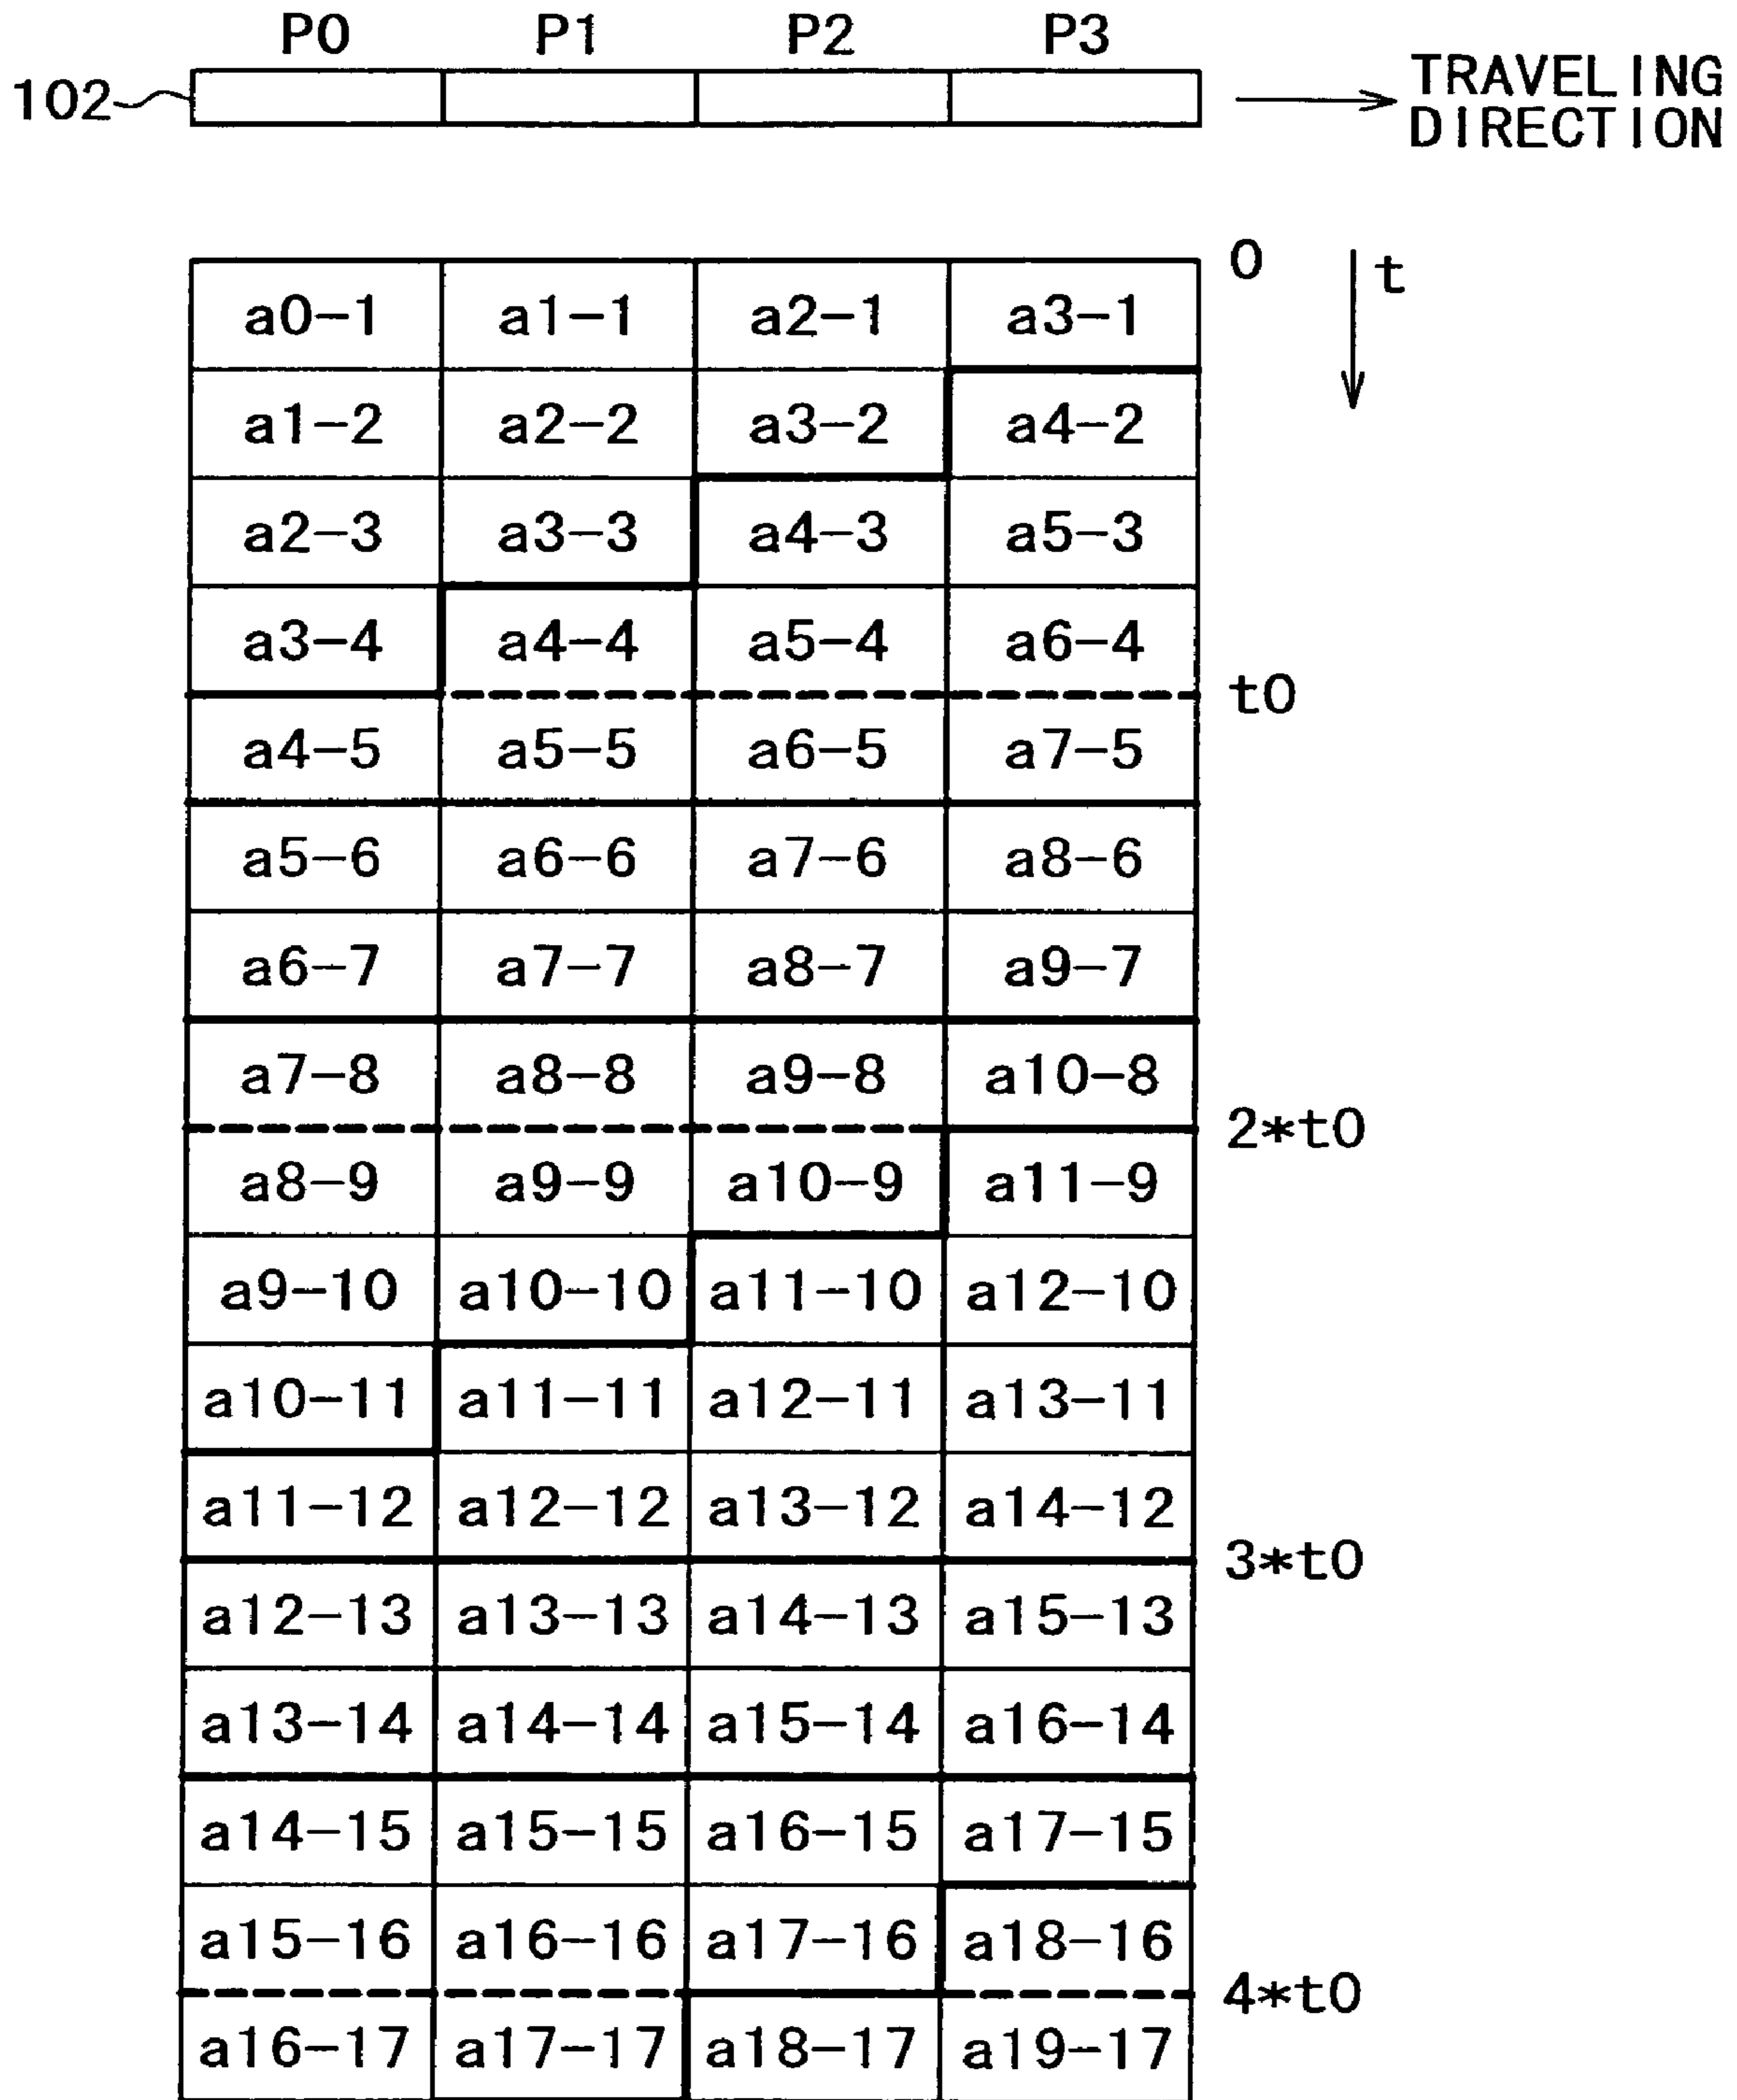 P0 P1 P2 P3
102 TRAVELING
DIRECTION
0 t
a0-1 a1-1 a2-1 a3-1
a1-2 a2-2 a3-2 a4-2
a2-3 a3-3 a4-3 a5-3
a3-4 a4-4 a5-4 a6-4
t0
a4-5 a5-5 a6-5 a7-5
a5-6 a6-6 a7-6 a8-6
a6-7 a7-7 a8-7 a9-7
a7-8 a8-8 a9-8 a10-8
2*t0
a8-9 a9-9 a10-9 a11-9
a9-10 a10-10 a11-10 a12-10
a10-11 a11-11 a12-11 a13-11
a11-12 a12-12 a13-12 a14-12
3*t0
a12-13 a13-13 a14-13 a15-13
a13-14 a14-14 a15-14 a16-14
a14-15 a15-15 a16-15 a17-15
a15-16 a16-16 a17-16 a18-16
4*t0
a16-17 a17-17 a18-17 a19-17